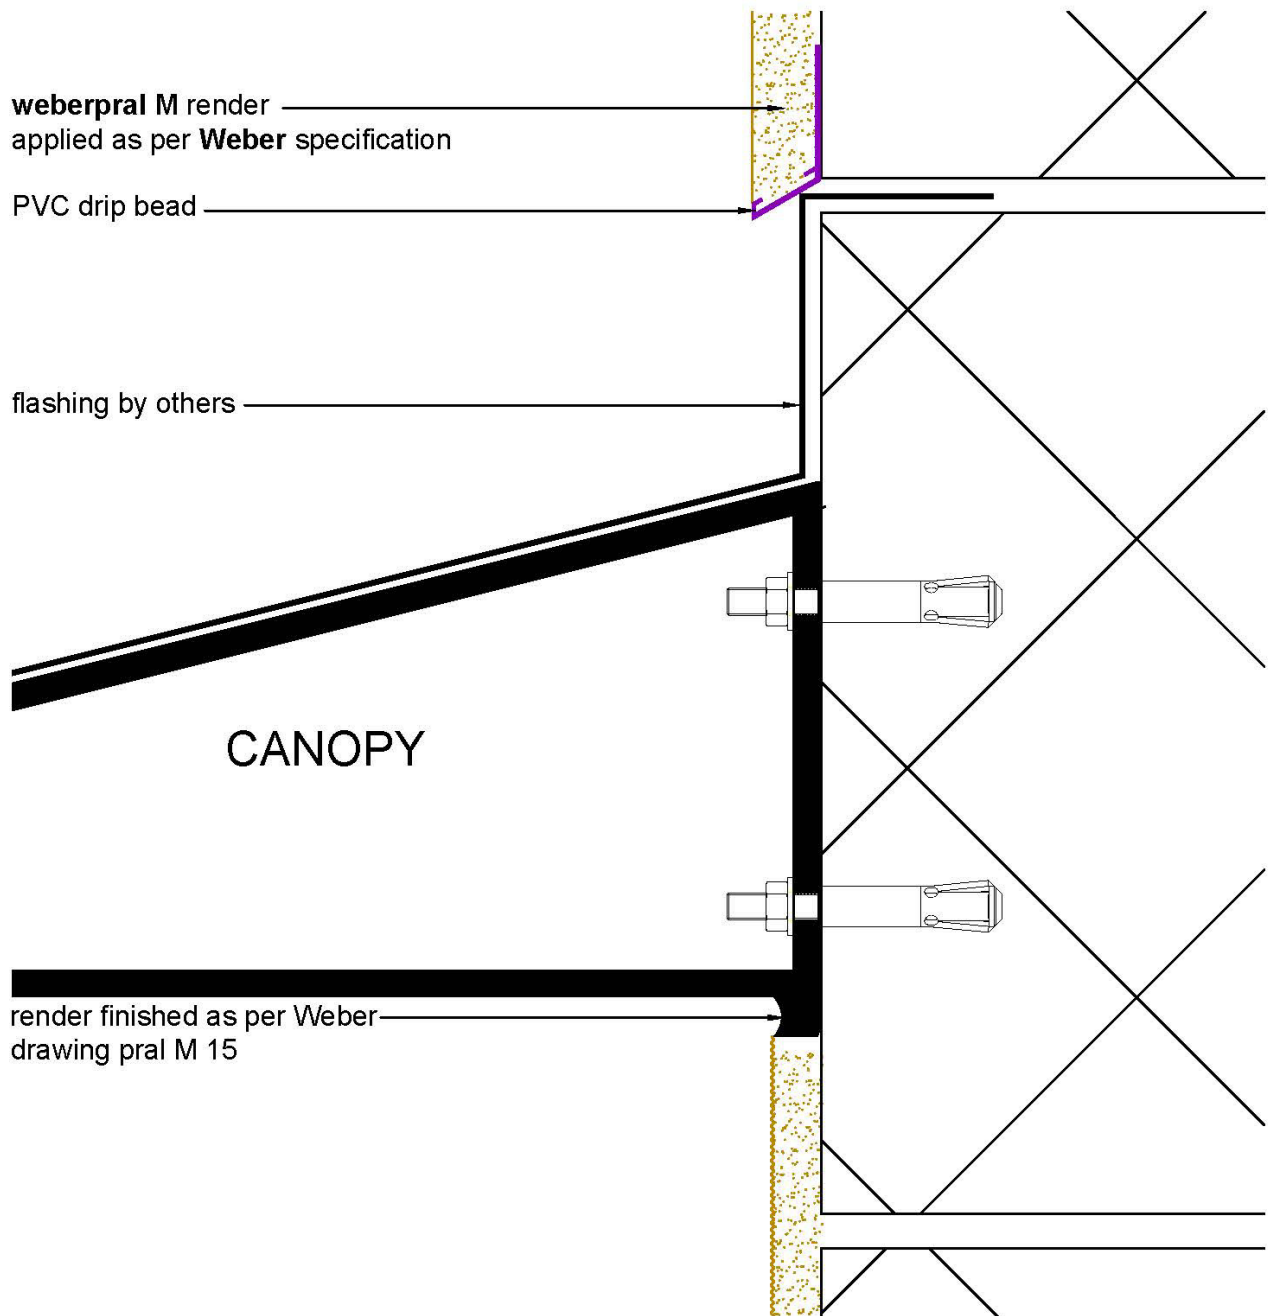 weberpral M render
applied as per Weber specification
PVC drip bead
flashing by others
CANOPY
render finished as per Weber
drawing pral M 15